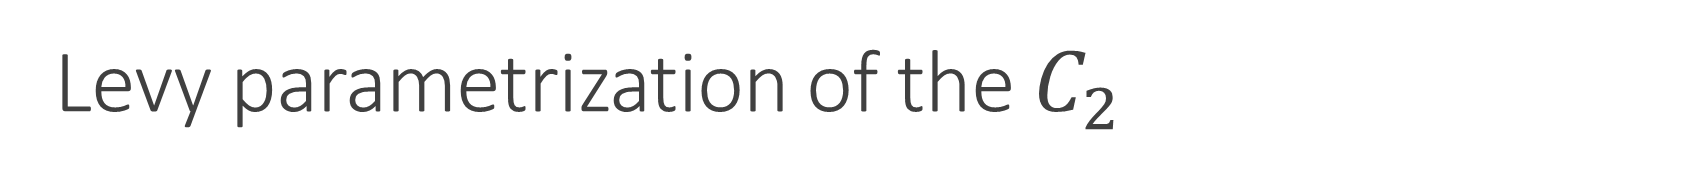 Levy parametrization of the C₂